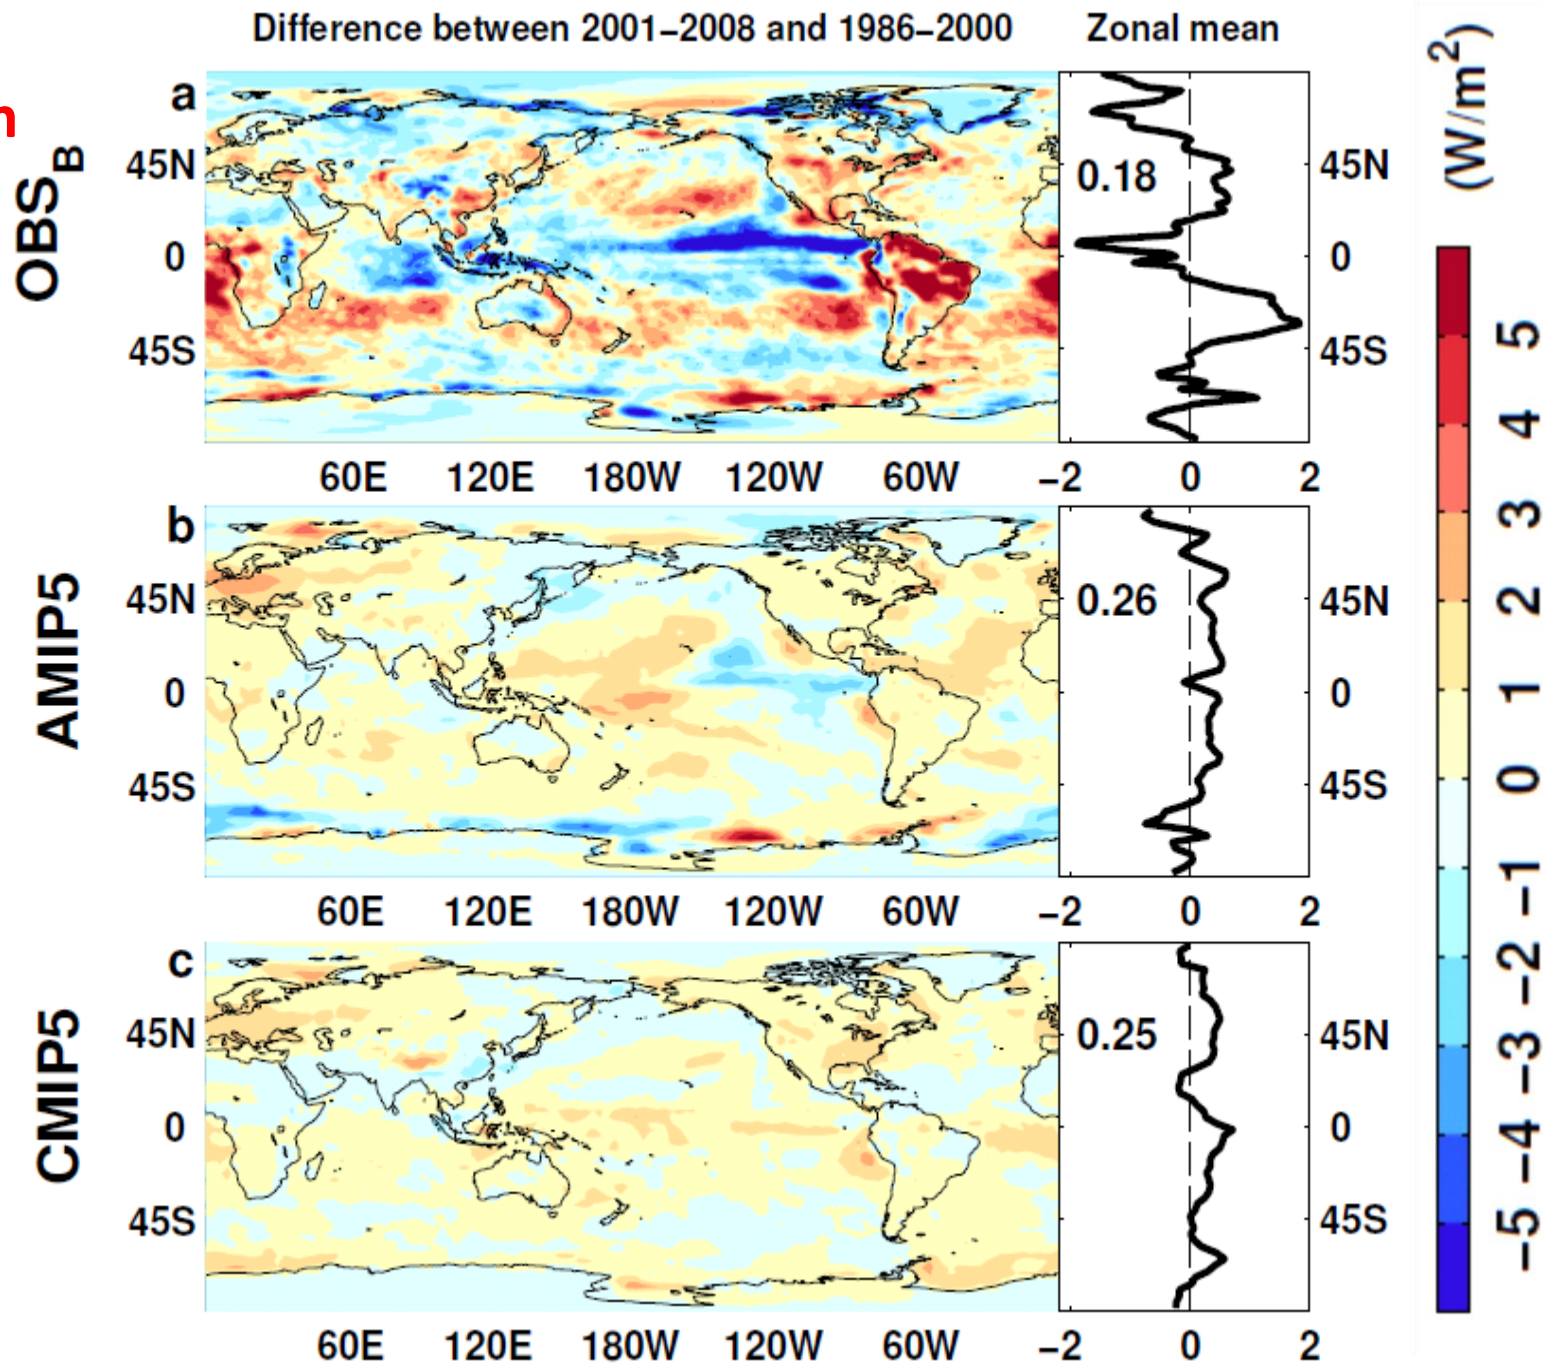 Difference between 2001–2008 and 1986–2000 Zonal mean
n
(W/m²)
a
OBS_B
45N
0
45S
0.18
45N
0
45S
60E 120E 180W 120W 60W −2 0 2
b
AMIP5
45N
0
45S
0.26
45N
0
45S
60E 120E 180W 120W 60W −2 0 2
c
CMIP5
45N
0
45S
0.25
45N
0
45S
60E 120E 180W 120W 60W −2 0 2
5
4
3
2
1
0
−1
−2
−3
−4
−5